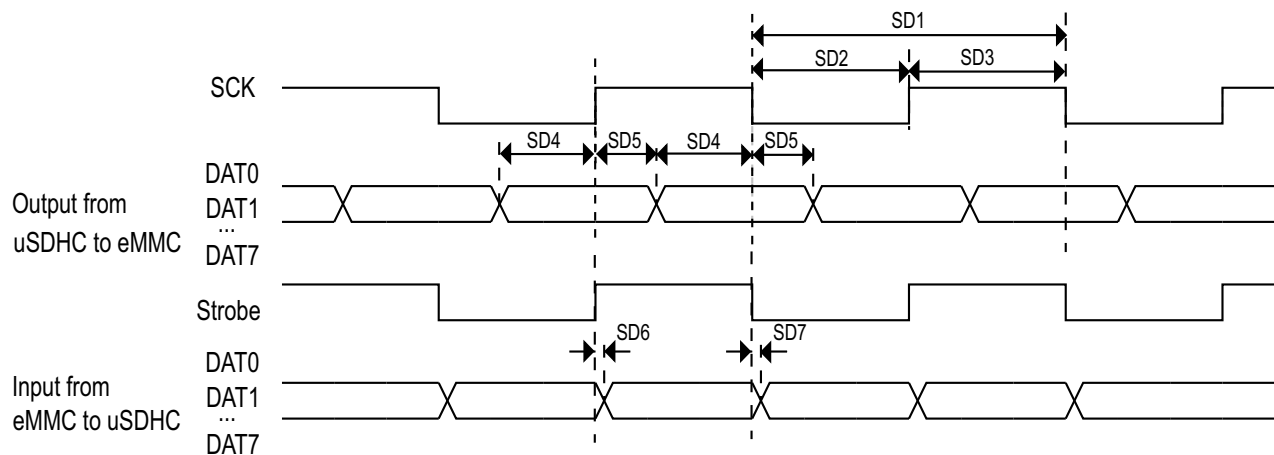 SD1
SD2
SD3
SCK
SD4
SD5
SD4
SD5
DAT0
Output from
DAT1
...
uSDHC to eMMC
DAT7
Strobe
SD6
SD7
DAT0
Input from
DAT1
...
eMMC to uSDHC
DAT7